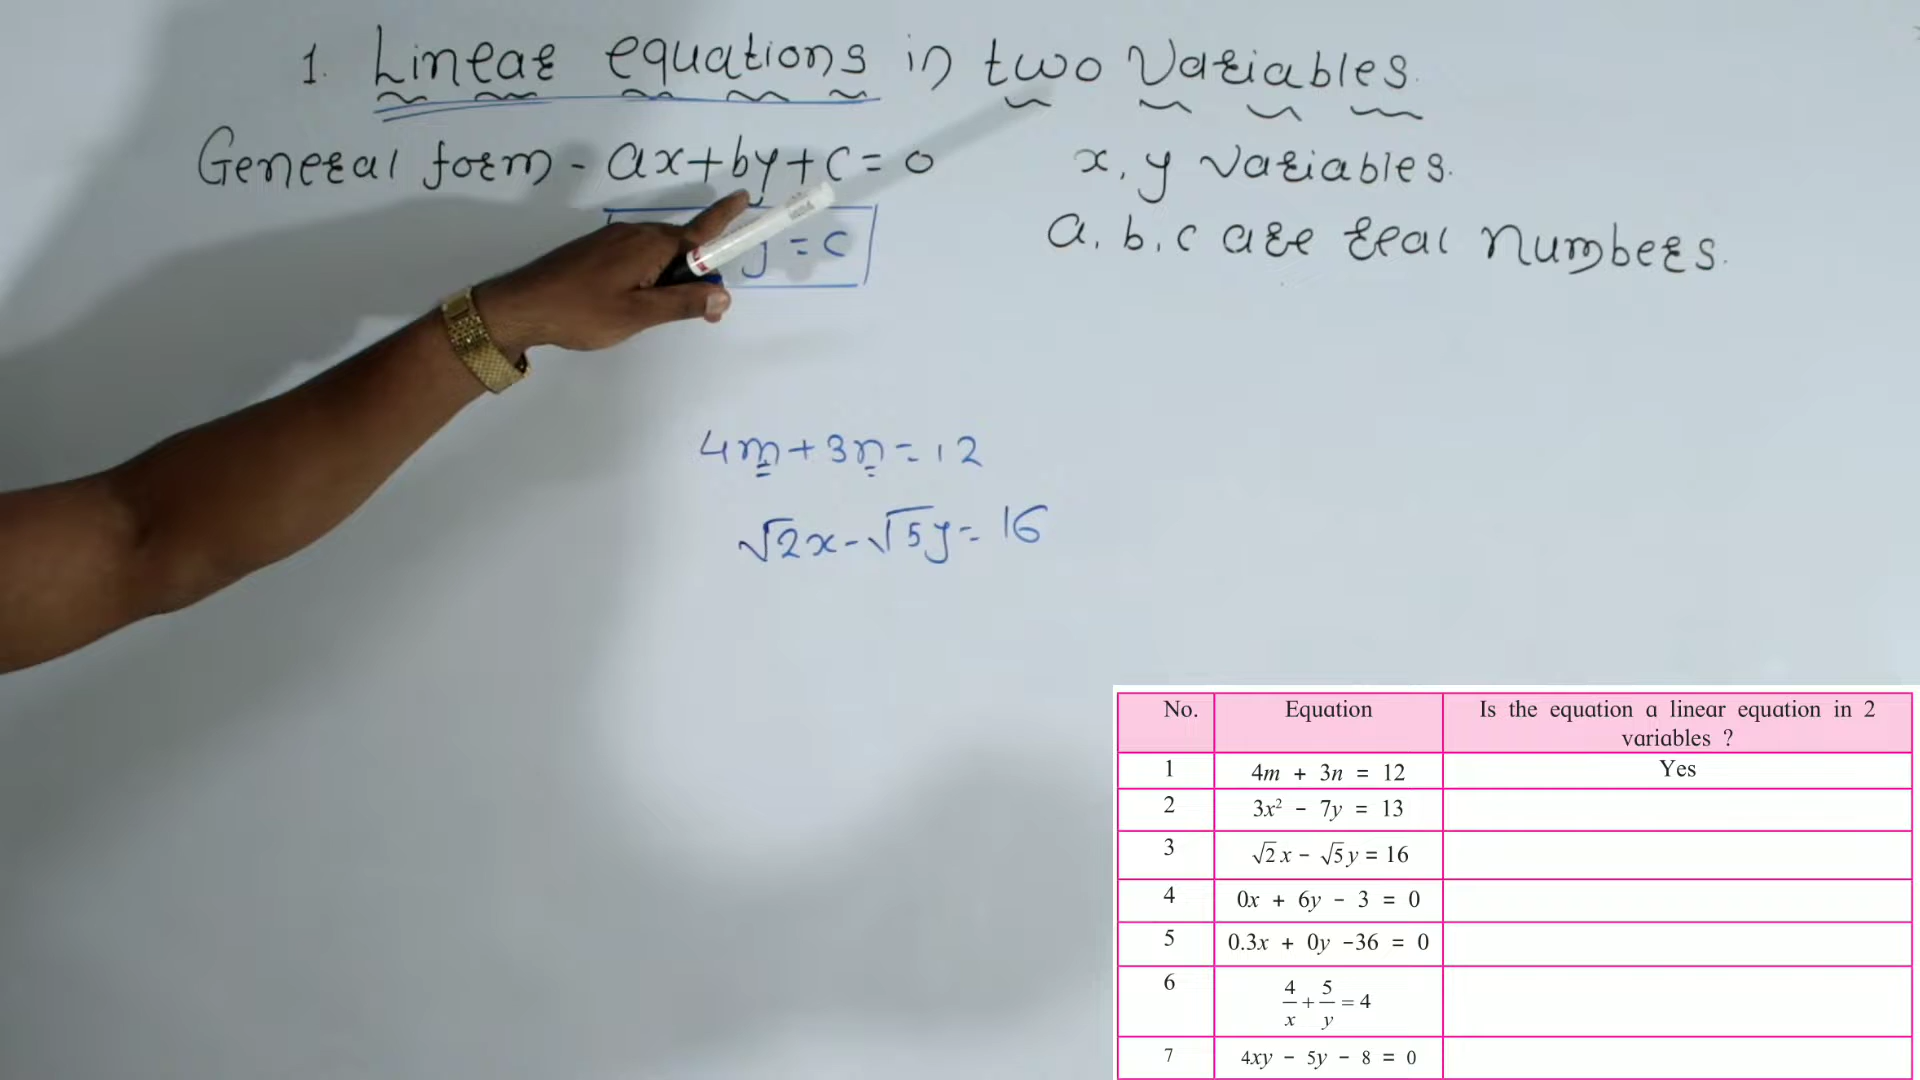 1. Linear equations in two Variables.
General form - ax+by+c=0
x, y variables.
y = c
a, b, c are real numbers.
4m+3n=12
√2x-√5y=16
No. Equation Is the equation a linear equation in 2 variables ?
1 4m + 3n = 12 Yes
2 3x² - 7y = 13
3 √2x - √5y = 16
4 0x + 6y - 3 = 0
5 0.3x + 0y -36 = 0
6 4/x + 5/y = 4
7 4xy - 5y - 8 = 0